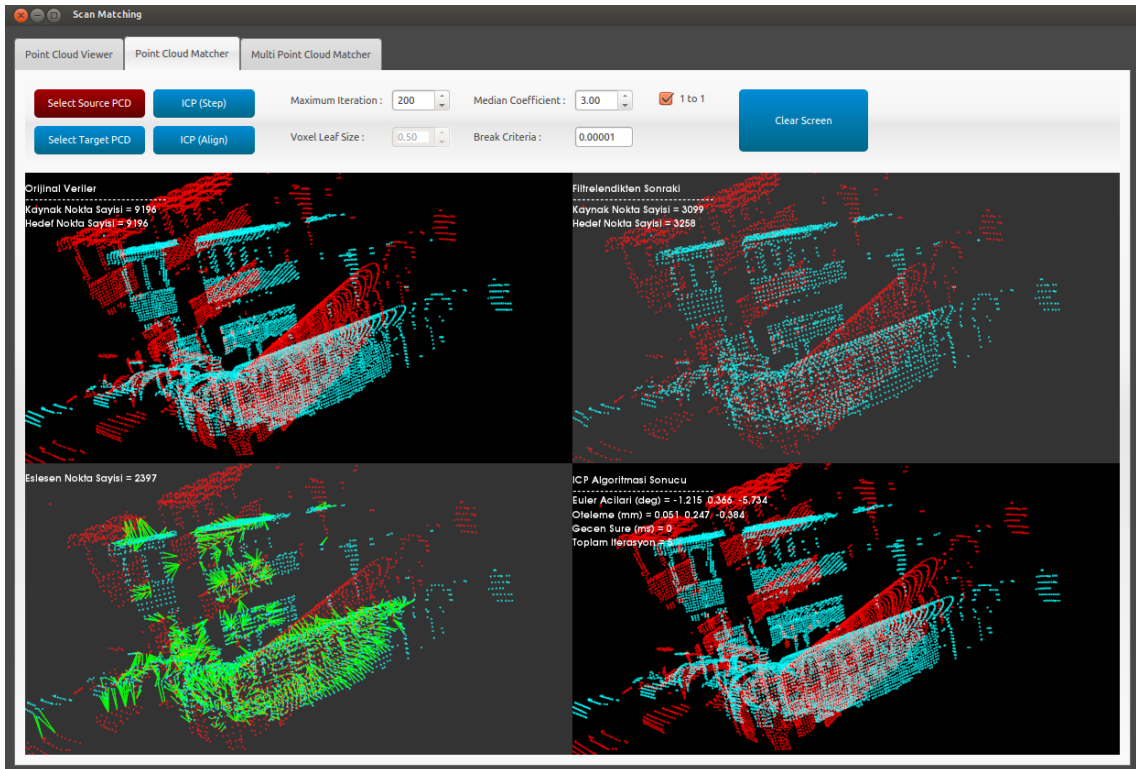 Scan Matching
Point Cloud Viewer
Point Cloud Matcher
Multi Point Cloud Matcher
Select Source PCD
ICP (Step)
Maximum Iteration :
200
Median Coefficient :
3.00
1 to 1
Clear Screen
Select Target PCD
ICP (Align)
Voxel Leaf Size :
0.50
Break Criteria :
0.00001
Orijinal Veriler
Kaynak Nokta Sayisi = 9196
Hedef Nokta Sayisi = 9196
Filtrelendikten Sonraki
Kaynak Nokta Sayisi = 3099
Hedef Nokta Sayisi = 3258
Eslesen Nokta Sayisi = 2397
ICP Algoritmasi Sonucu
Euler Acilari (deg) = -1.215 0.366 -5.734
Oteleme (mm) = 0.051 0.247 -0.384
Gecen Sure (ms) = 0
Toplam Iterasyon =